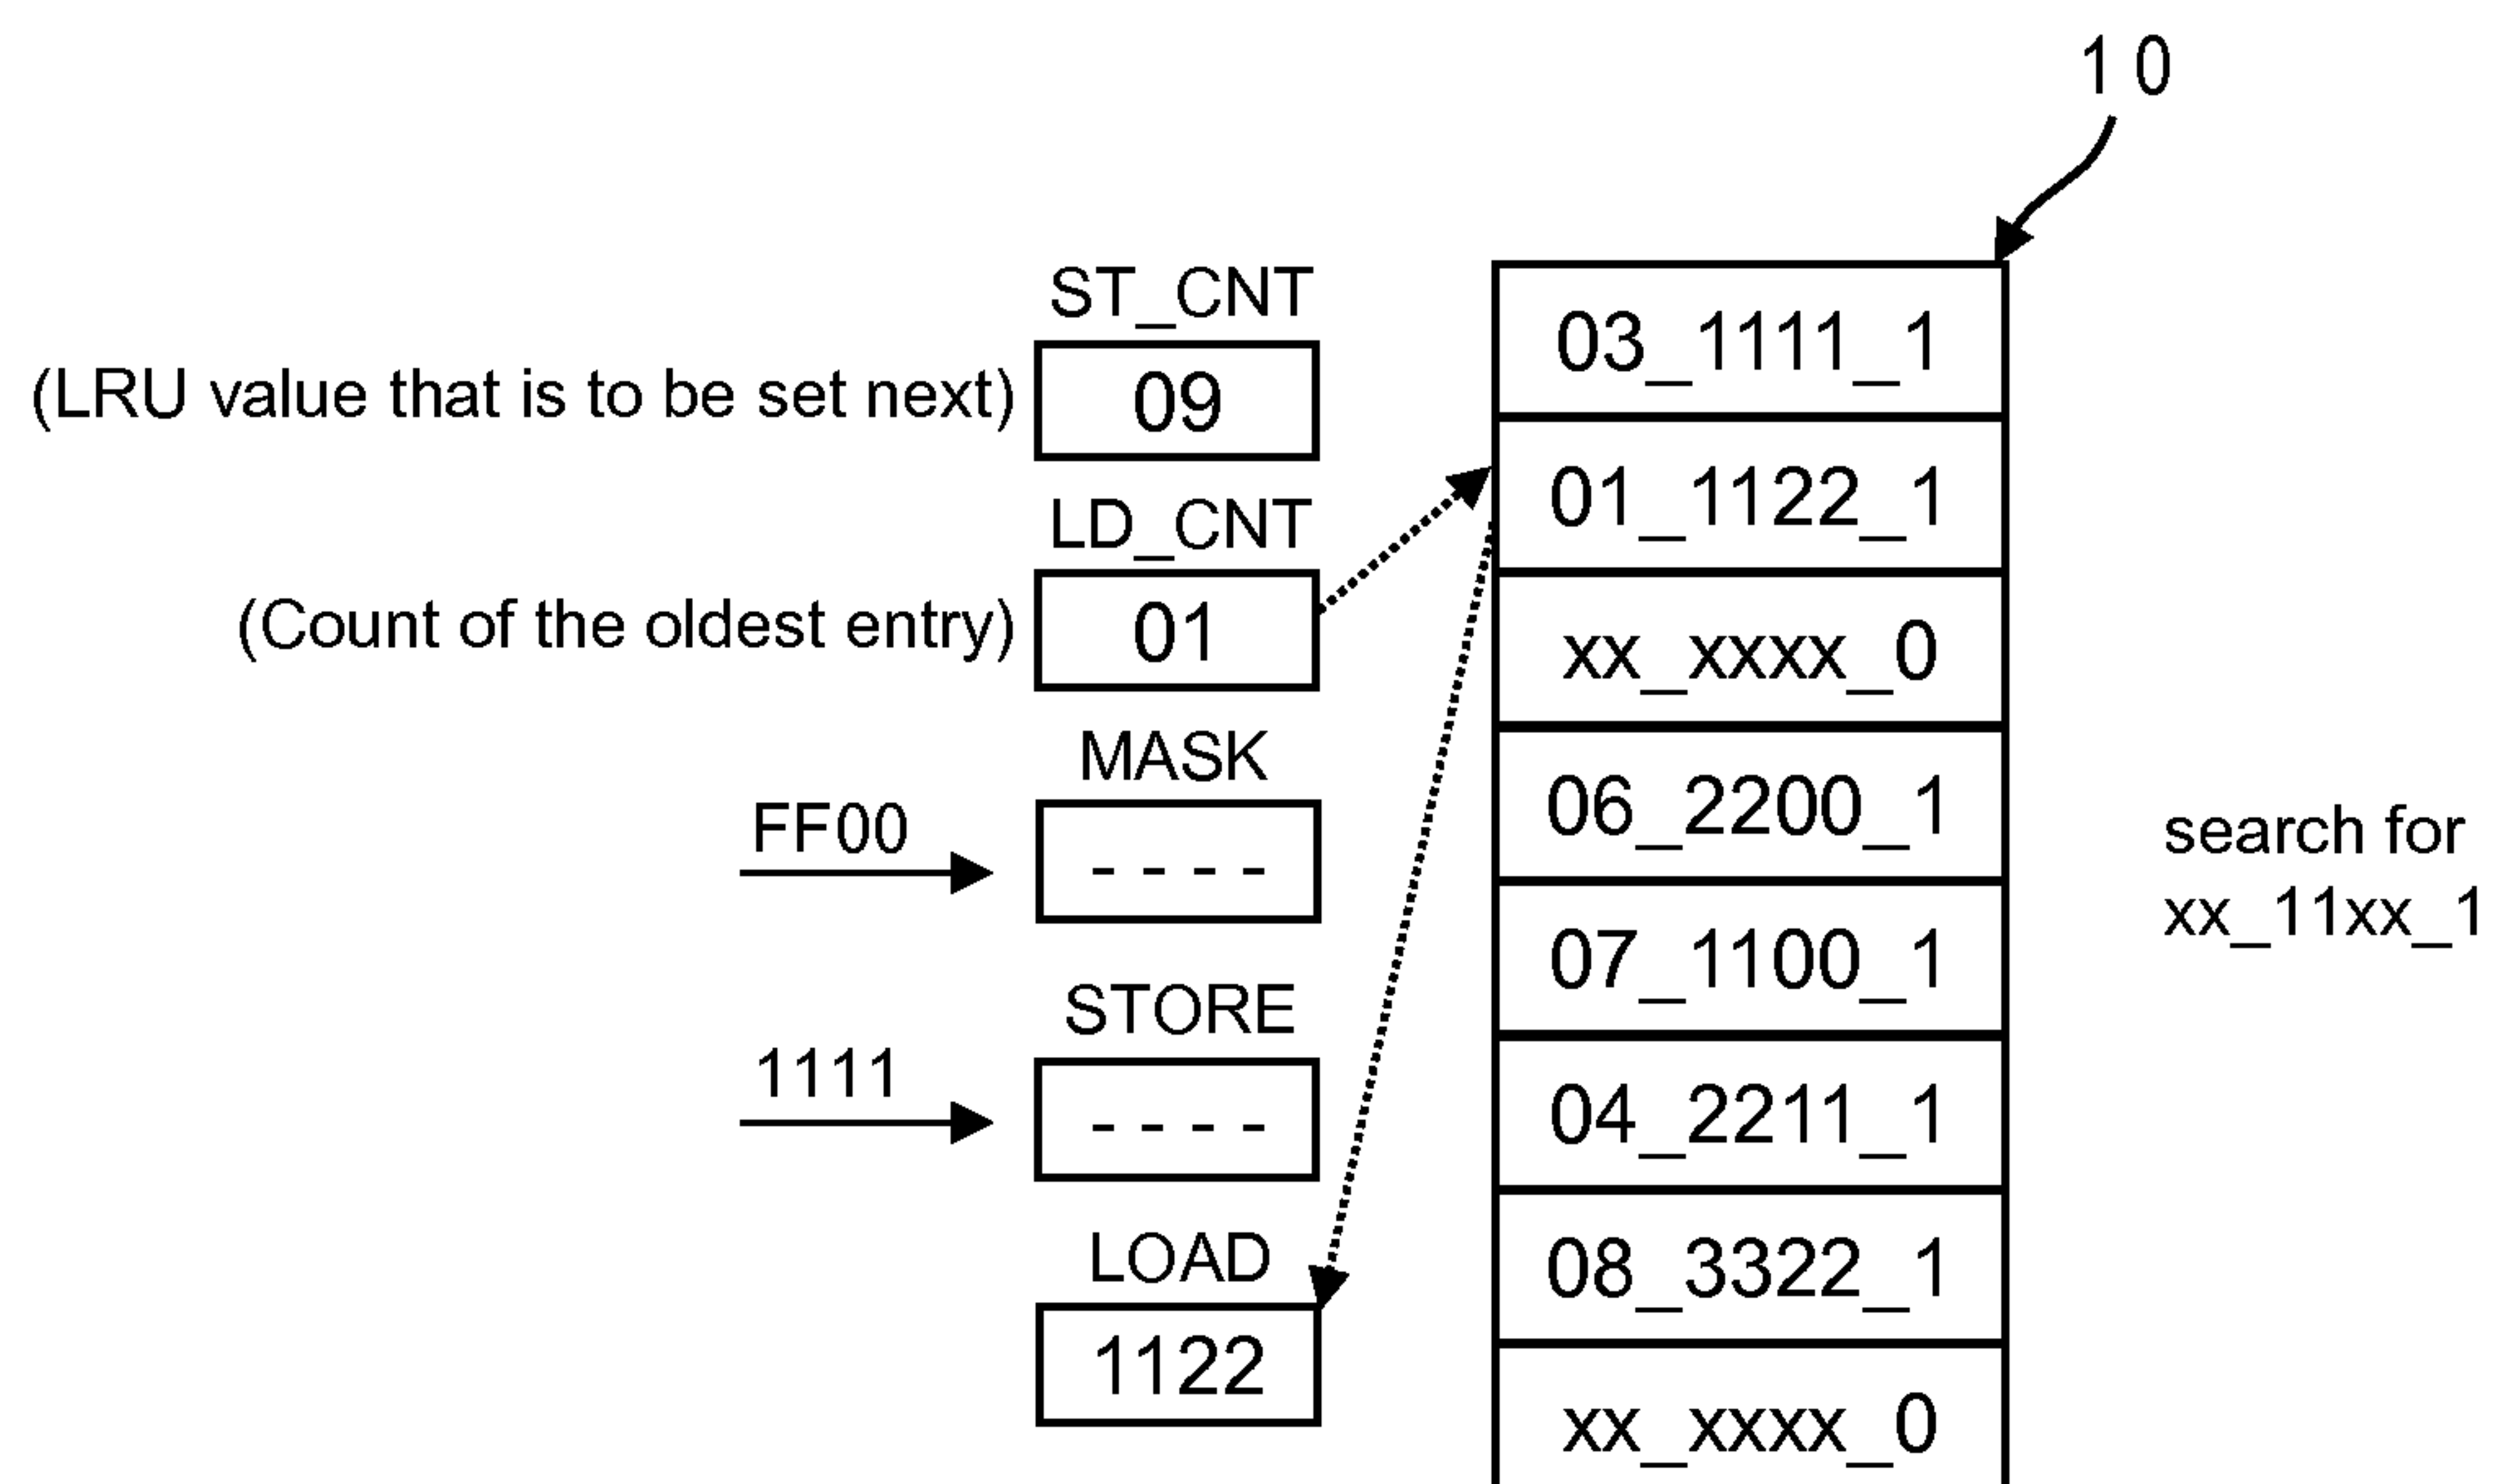 10
ST_CNT
(LRU value that is to be set next)
09
LD_CNT
(Count of the oldest entry)
01
MASK
FF00
- - - -
STORE
1111
- - - -
LOAD
1122
03_1111_1
01_1122_1
xx_xxxx_0
06_2200_1
07_1100_1
04_2211_1
08_3322_1
xx_xxxx_0
search for
xx_11xx_1